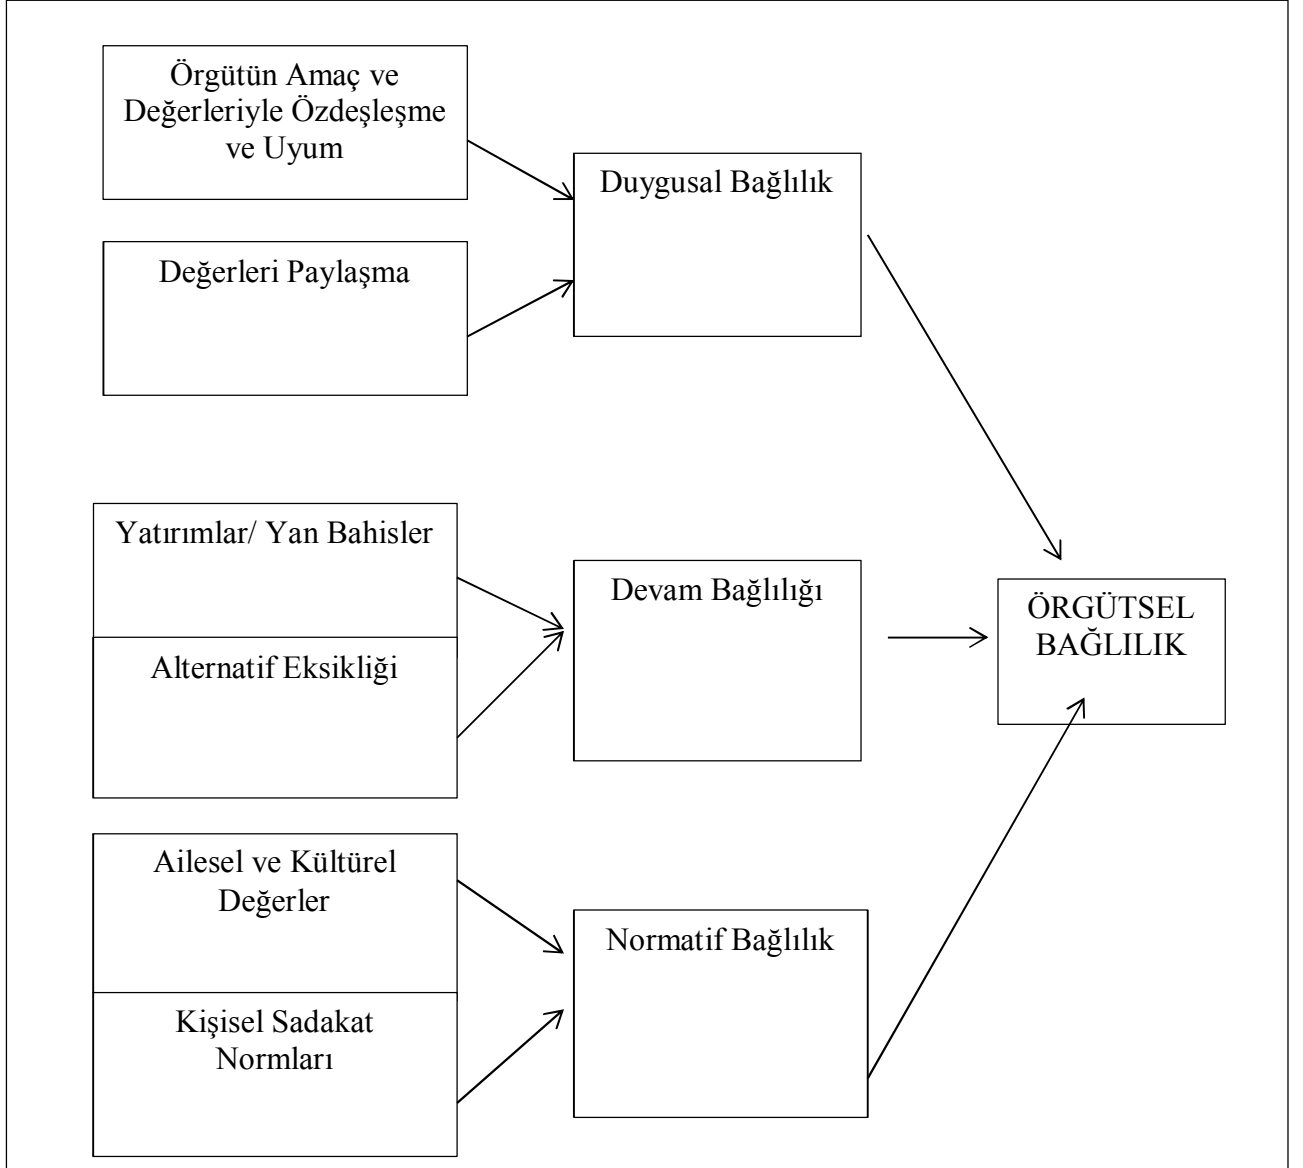 Örgütün Amaç ve
Değerleriyle Özdeşleşme
ve Uyum
Duygusal Bağlılık
Değerleri Paylaşma
Yatırımlar/ Yan Bahisler
Devam Bağlılığı
Alternatif Eksikliği
ÖRGÜTSEL
BAĞLILIK
Ailesel ve Kültürel
Değerler
Normatif Bağlılık
Kişisel Sadakat
Normları